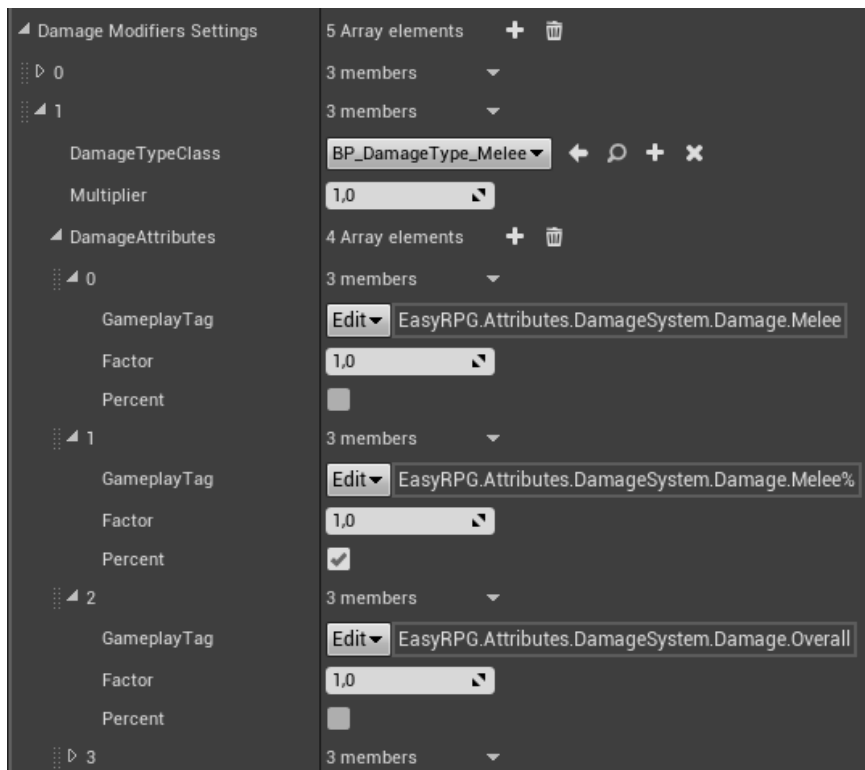 Damage Modifiers Settings 5 Array elements
0 3 members
1 3 members
DamageTypeClass BP_DamageType_Melee
Multiplier 1,0
DamageAttributes 4 Array elements
0 3 members
GameplayTag Edit EasyRPG.Attributes.DamageSystem.Damage.Melee
Factor 1,0
Percent
1 3 members
GameplayTag Edit EasyRPG.Attributes.DamageSystem.Damage.Melee%
Factor 1,0
Percent
2 3 members
GameplayTag Edit EasyRPG.Attributes.DamageSystem.Damage.Overall
Factor 1,0
Percent
3 3 members